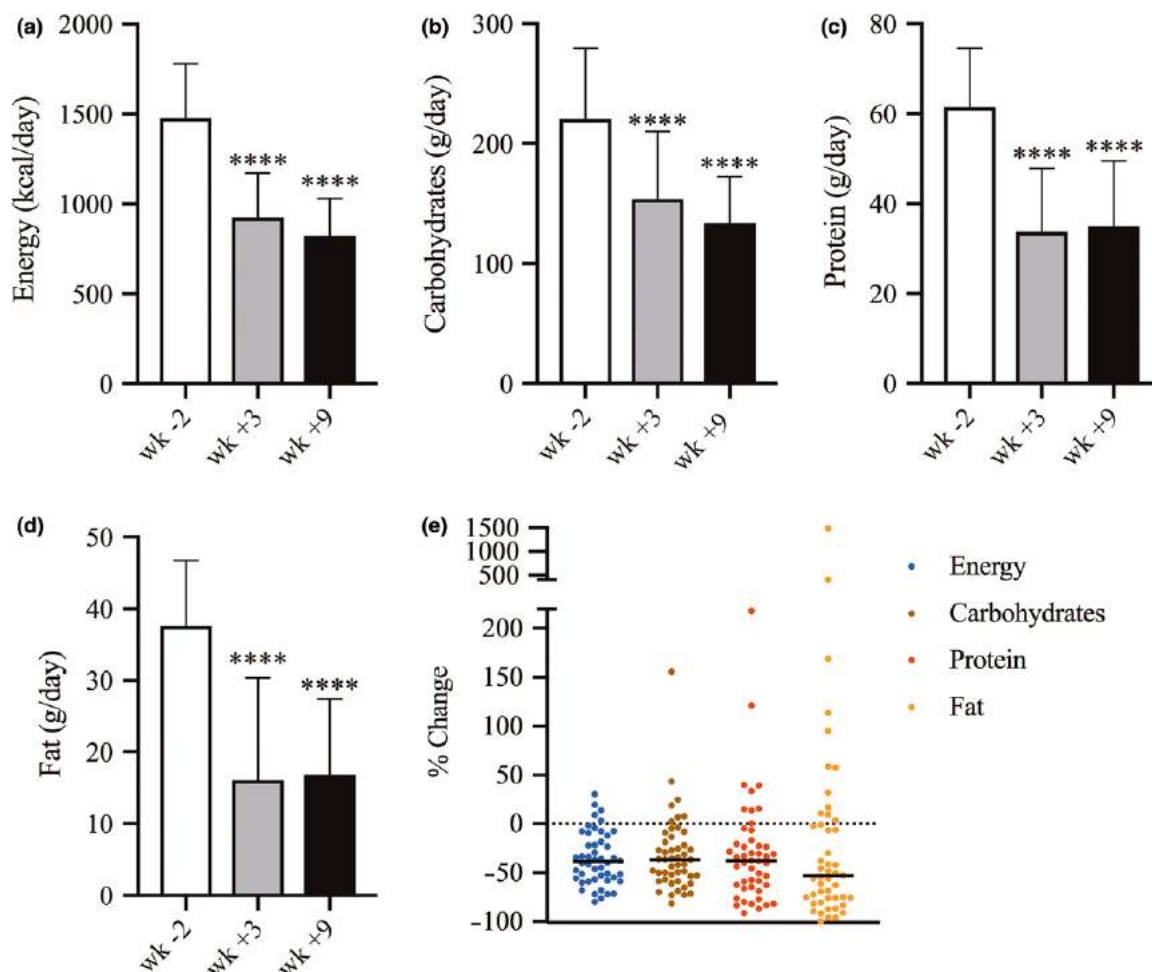 (a)
Energy (kcal/day)
2000
1500
1000
500
0
****
****
wk -2
wk +3
wk +9
(b)
Carbohydrates (g/day)
300
200
100
0
****
****
wk -2
wk +3
wk +9
(c)
Protein (g/day)
80
60
40
20
0
****
****
wk -2
wk +3
wk +9
(d)
Fat (g/day)
50
40
30
20
10
0
****
****
wk -2
wk +3
wk +9
(e)
% Change
1500
1000
500
200
150
100
50
0
-50
-100
Energy
Carbohydrates
Protein
Fat